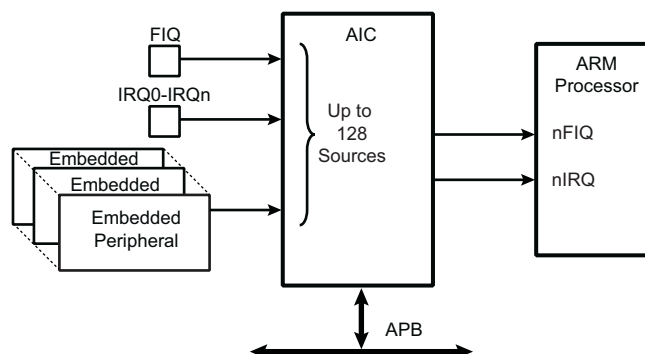 FIQ
IRQ0-IRQn
Embedded
Embedded
Embedded
Peripheral
AIC
Up to
128
Sources
ARM
Processor
nFIQ
nIRQ
APB